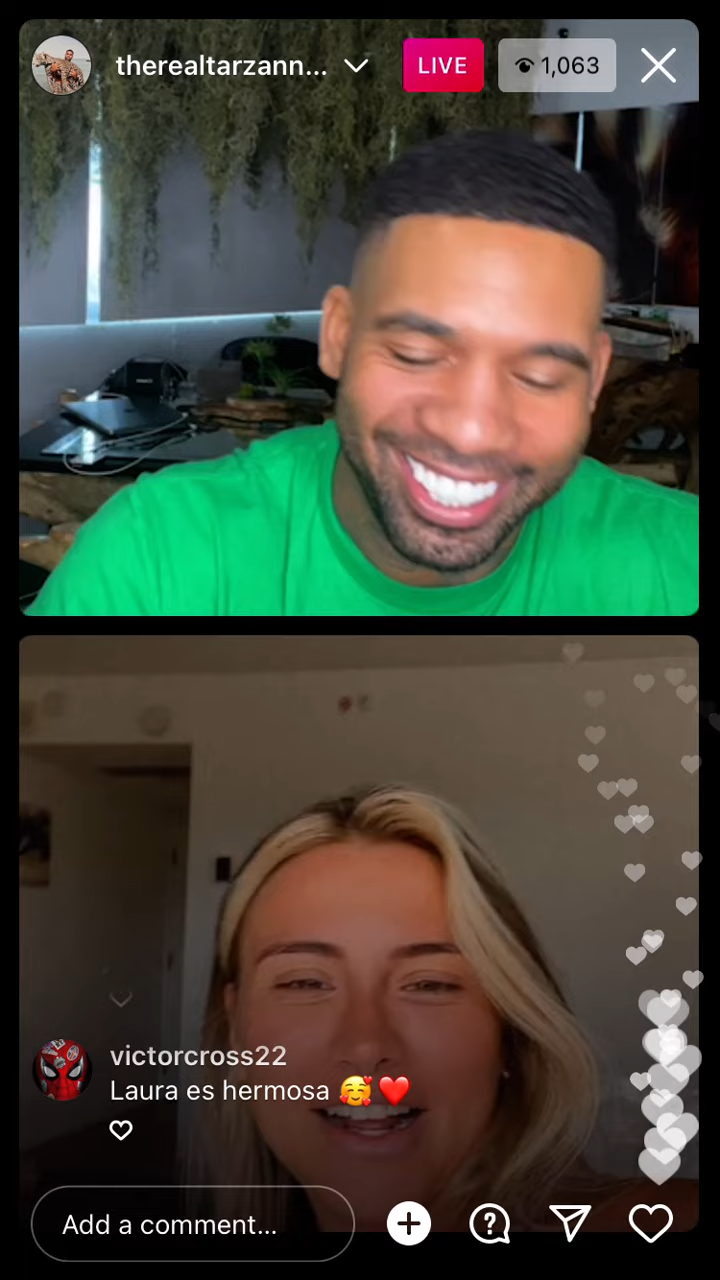 therealtarzann... LIVE 1,063
victorcross22
Laura es hermosa 🥰❤️
Add a comment...